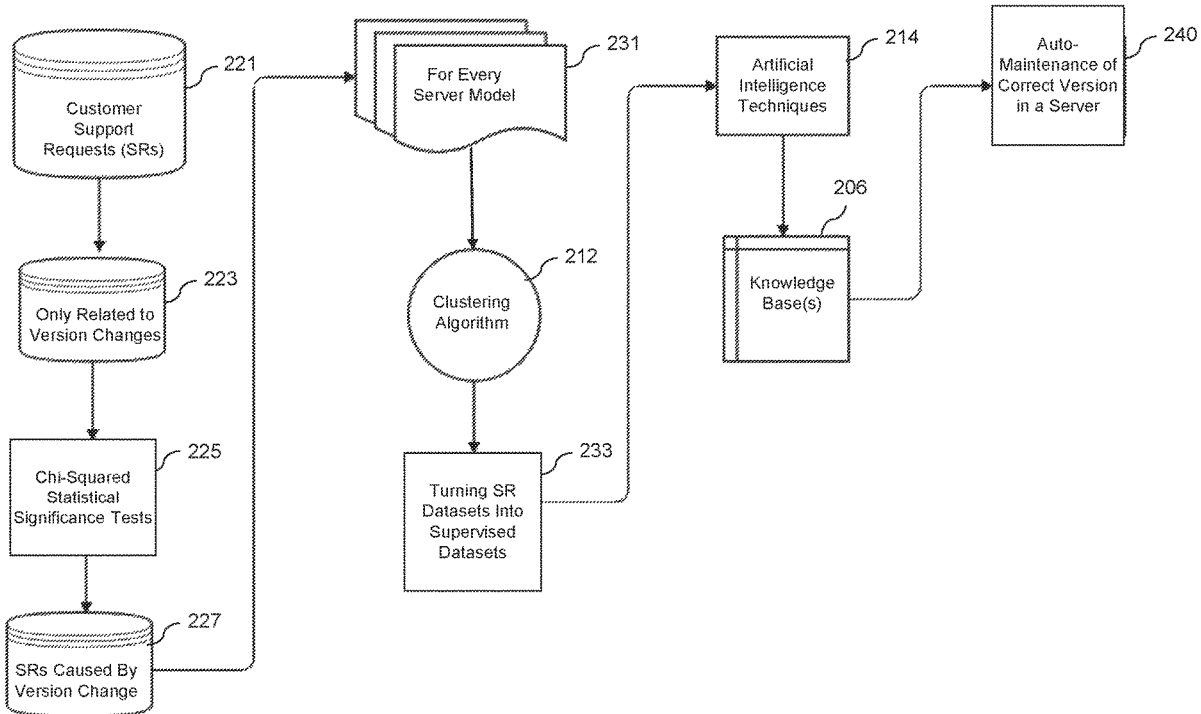 221
Customer
Support
Requests (SRs)
223
Only Related to
Version Changes
225
Chi-Squared
Statistical
Significance Tests
227
SRs Caused By
Version Change
231
For Every
Server Model
212
Clustering
Algorithm
233
Turning SR
Datasets Into
Supervised
Datasets
214
Artificial
Intelligence
Techniques
206
Knowledge
Base(s)
240
Auto-
Maintenance of
Correct Version
in a Server